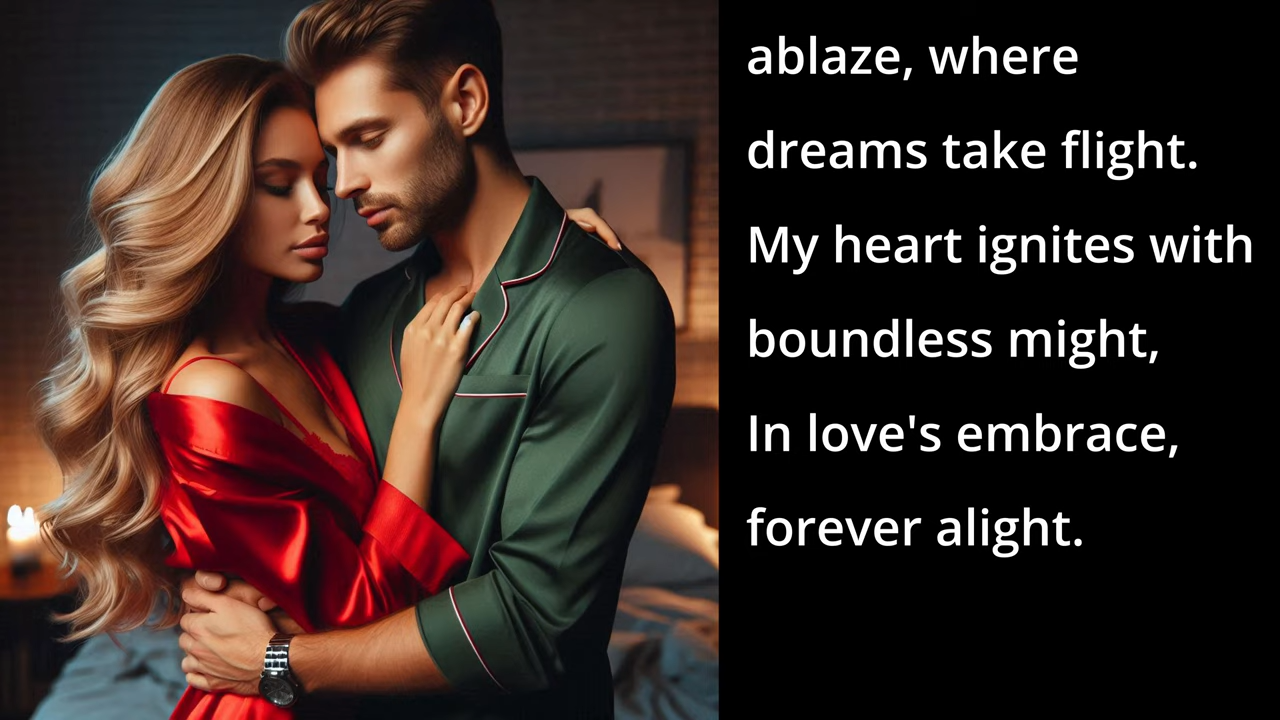 ablaze, where
dreams take flight.
My heart ignites with
boundless might,
In love's embrace,
forever alight.